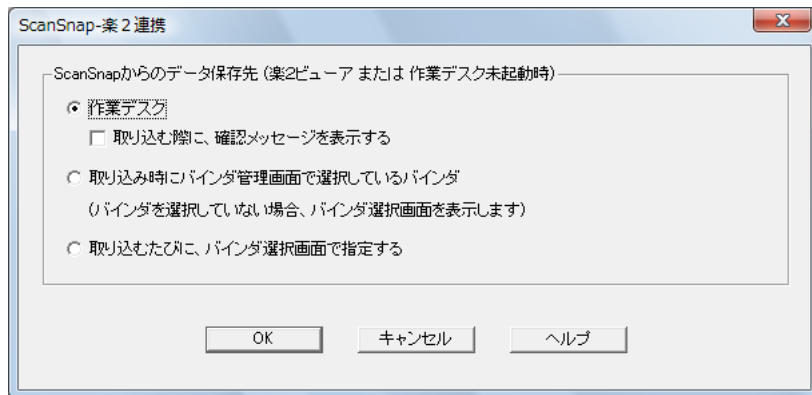 ScanSnap-楽２連携
ScanSnapからのデータ保存先 (楽2ビューア または 作業デスク未起動時)
作業デスク
取り込む際に、確認メッセージを表示する
取り込み時にバインダ管理画面で選択しているバインダ
(バインダを選択していない場合、バインダ選択画面を表示します)
取り込むたびに、バインダ選択画面で指定する
OK キャンセル ヘルプ